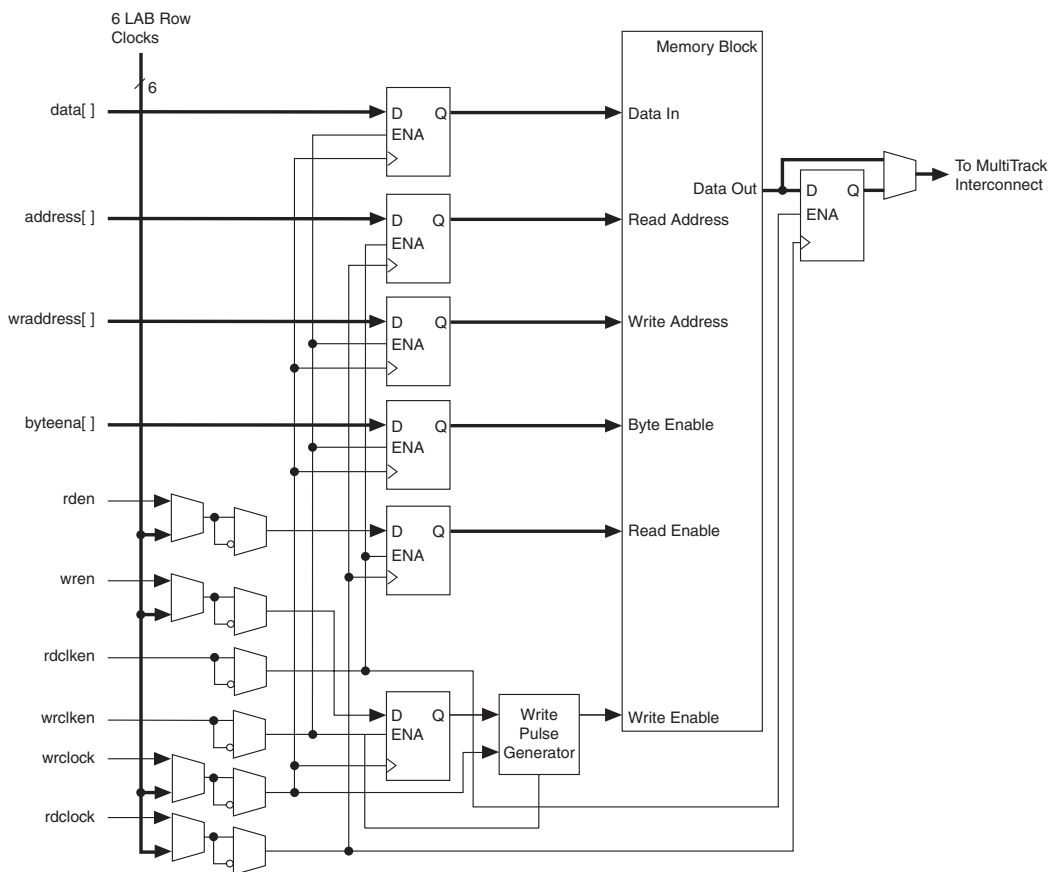 6 LAB Row
Clocks
6
Memory Block
data[ ]
D Q
ENA
Data In
To MultiTrack
Interconnect
Data Out
D Q
ENA
address[ ]
D Q
ENA
Read Address
wraddress[ ]
D Q
ENA
Write Address
byteena[ ]
D Q
ENA
Byte Enable
rden
D Q
ENA
Read Enable
wren
rdclken
wrclken
D Q
ENA
Write
Pulse
Generator
Write Enable
wrclock
rdclock